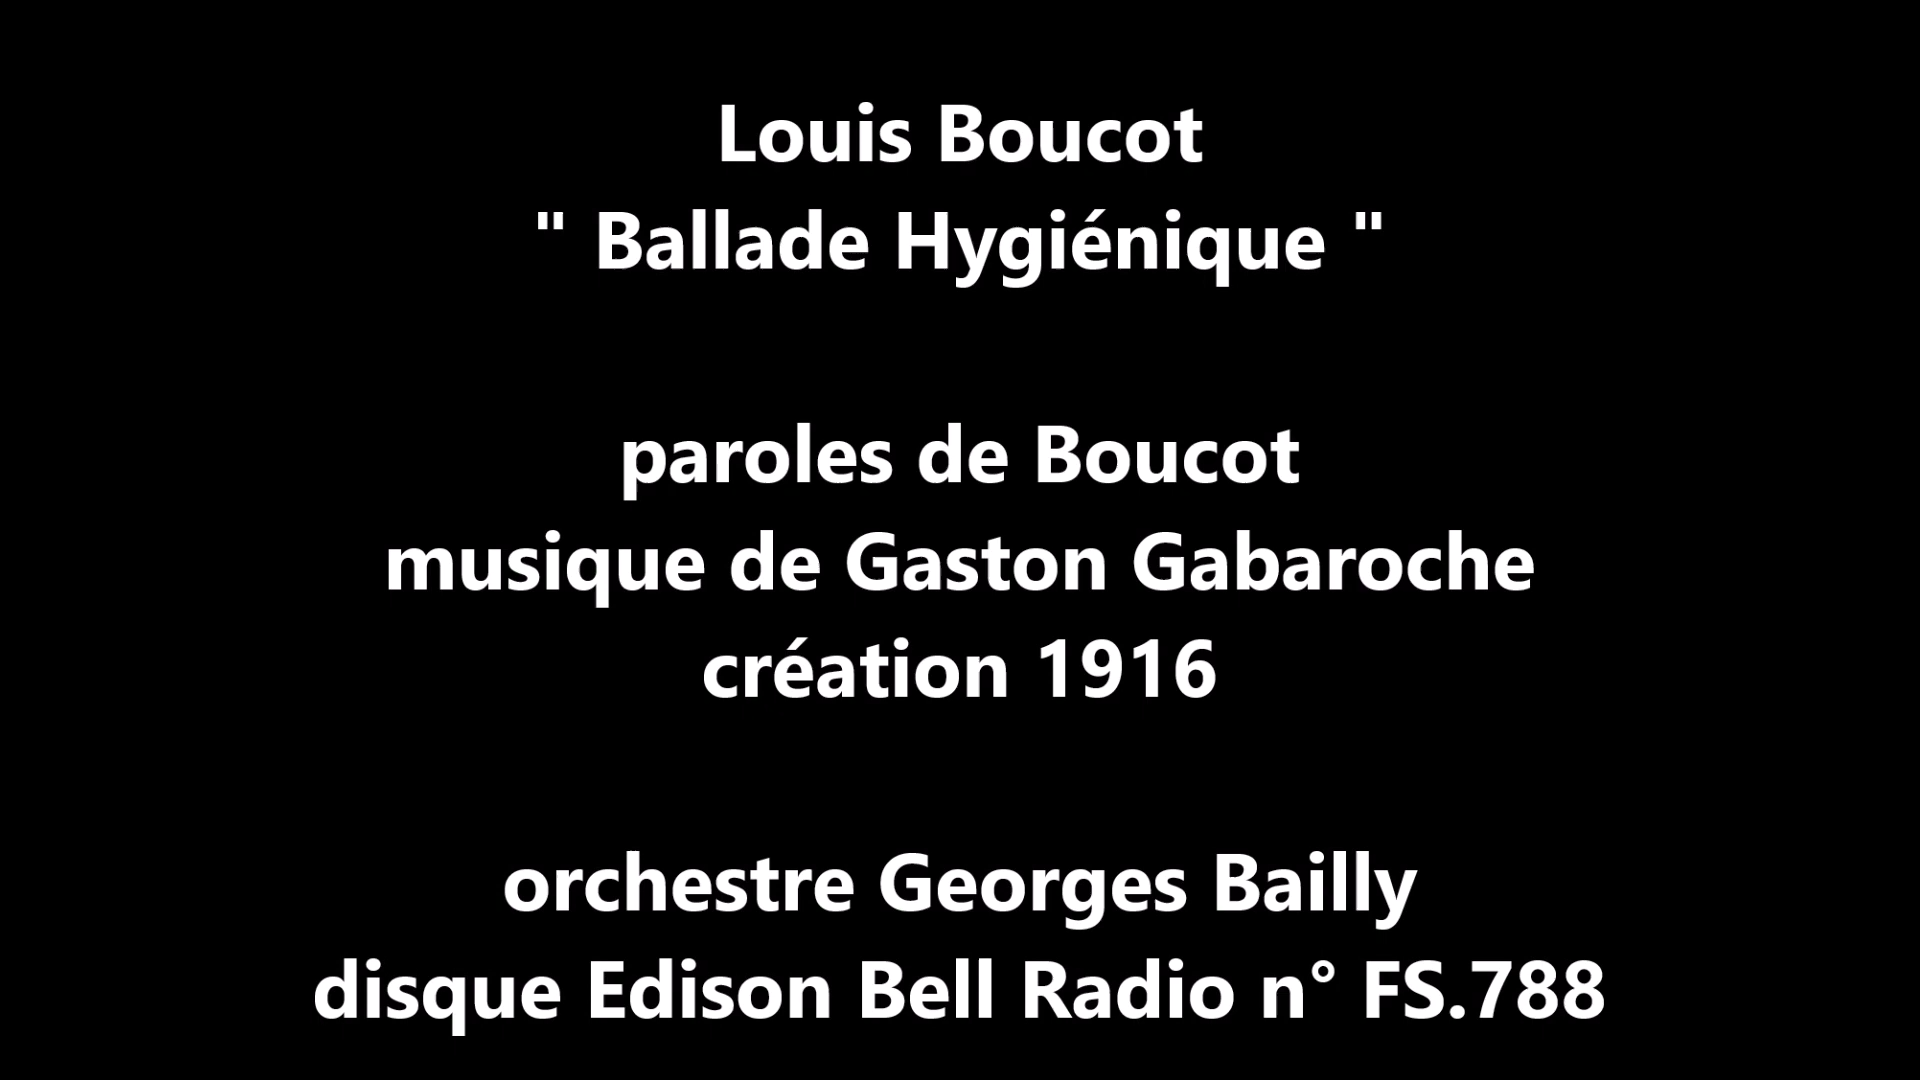 Louis Boucot
" Ballade Hygiénique "
paroles de Boucot
musique de Gaston Gabaroche
création 1916
orchestre Georges Bailly
disque Edison Bell Radio n° FS.788